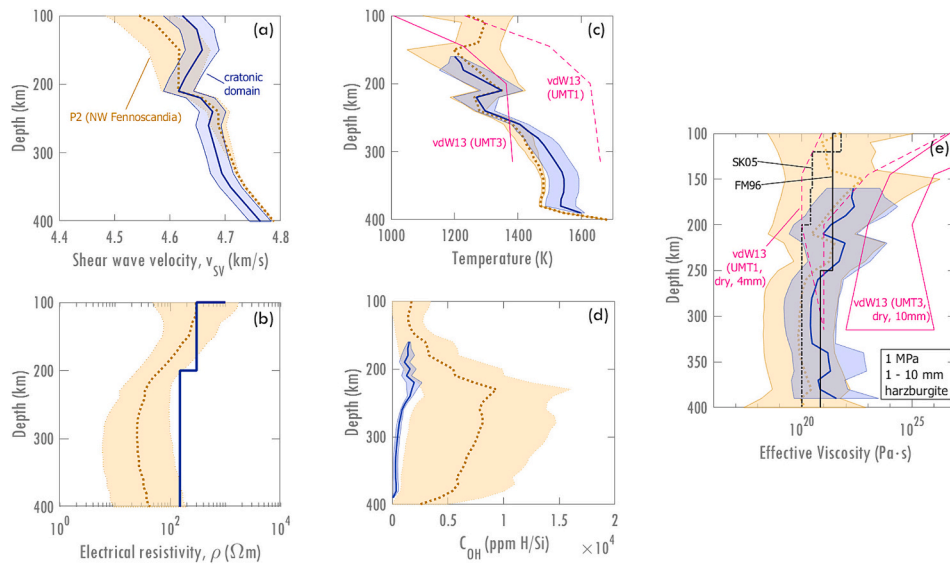 100
200
300
400
Depth (km)
(a)
P2 (NW Fennoscandia)
cratonic
domain
4.4
4.5
4.6
4.7
4.8
Shear wave velocity, vSV (km/s)
100
200
300
400
Depth (km)
(c)
vdW13
(UMT1)
vdW13 (UMT3)
1000
1200
1400
1600
Temperature (K)
100
200
300
400
Depth (km)
(b)
10^0
10^2
10^4
Electrical resistivity, ρ (Ωm)
100
200
300
400
Depth (km)
(d)
0
0.5
1
1.5
20
COH (ppm H/Si)
× 10^4
100
150
200
250
300
350
400
Depth (km)
(e)
SK05
FM96
vdW13
(UMT1,
dry, 4mm)
vdW13 (UMT3,
dry, 10mm)
1 MPa
1 - 10 mm
harzburgite
10^20
10^25
Effective Viscosity (Pa·s)